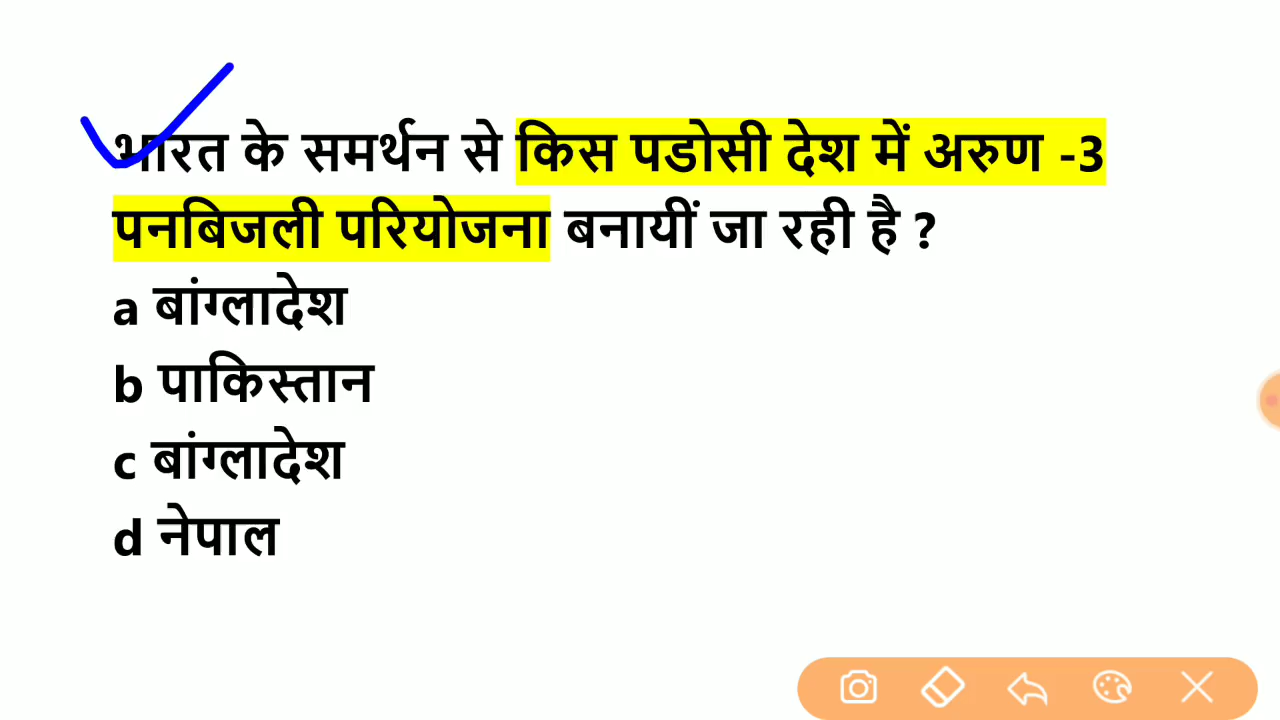 भारत के समर्थन से किस पडोसी देश में अरुण -3
पनबिजली परियोजना बनायीं जा रही है ?
a बांग्लादेश
b पाकिस्तान
c बांग्लादेश
d नेपाल